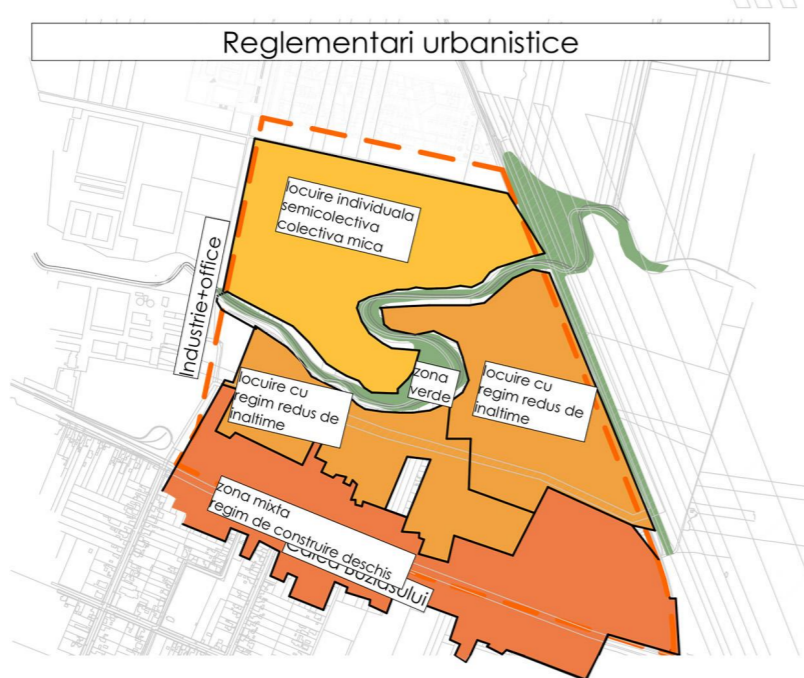 Reglementari urbanistice
locuire individuala
semicolectiva
colectiva mica
Industrie+office
locuire cu
regim redus de
inaltime
zona
verde
locuire cu
regim redus de
inaltime
zona mixta
regim de construire deschis
Calea Buziasului